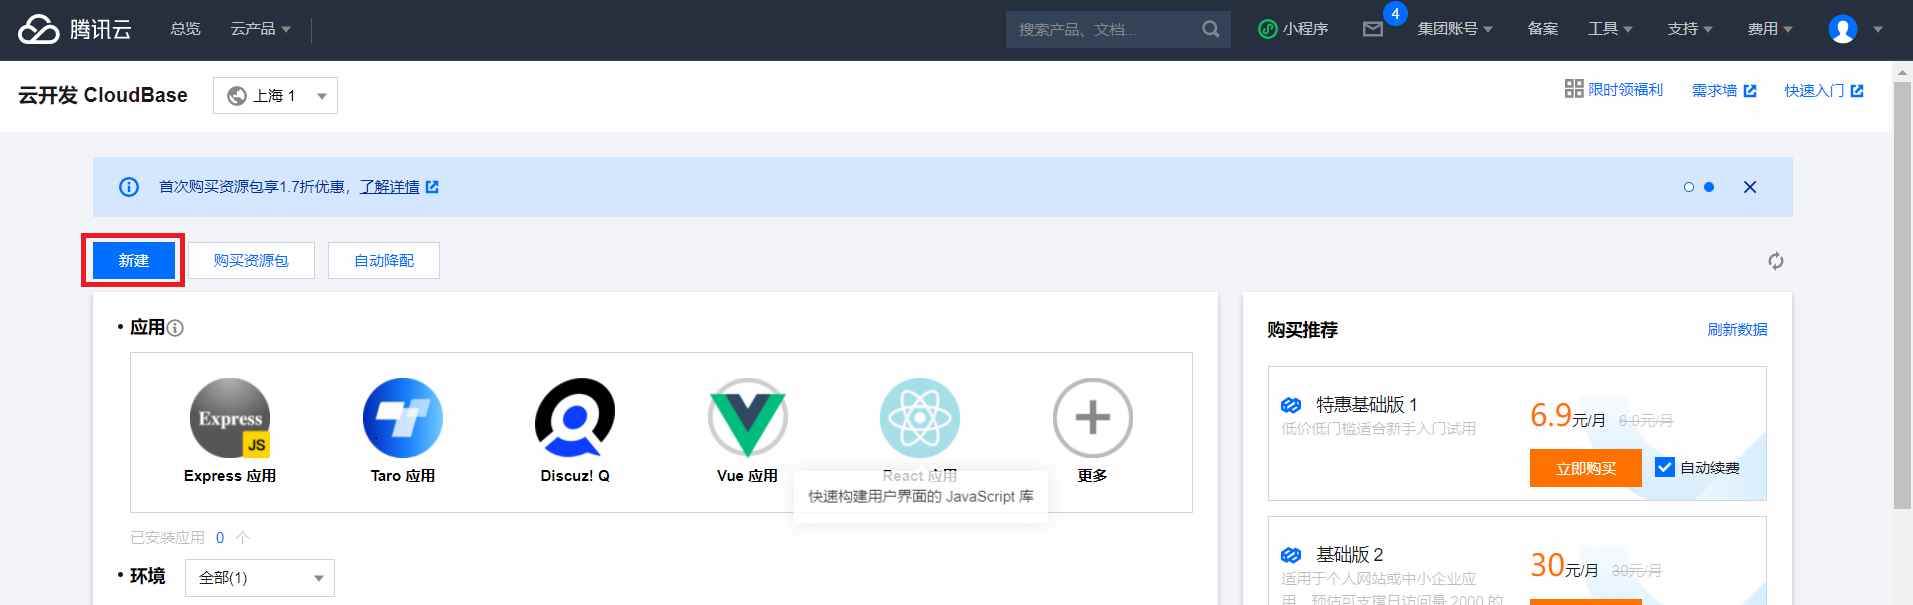 腾讯云 总览 云产品 搜索产品、文档... 小程序 4 集团账号 备案 工具 支持 费用
云开发 CloudBase 上海 1 限时领福利 需求墙 快速入门
首次购买资源包享1.7折优惠，了解详情
新建 购买资源包 自动降配
• 应用
Express
JS
Express 应用 Taro 应用 Discuz! Q Vue 应用 React 应用 更多
快速构建用户界面的 JavaScript 库
已安装应用 0 个
• 环境 全部(1)
购买推荐 刷新数据
特惠基础版 1
低价低门槛适合新手入门试用
6.9元/月 6.9元/月
立即购买 自动续费
基础版 2
适用于个人网站或中小企业应
用，预估可支撑日访问量 2000 的
30元/月 30元/月